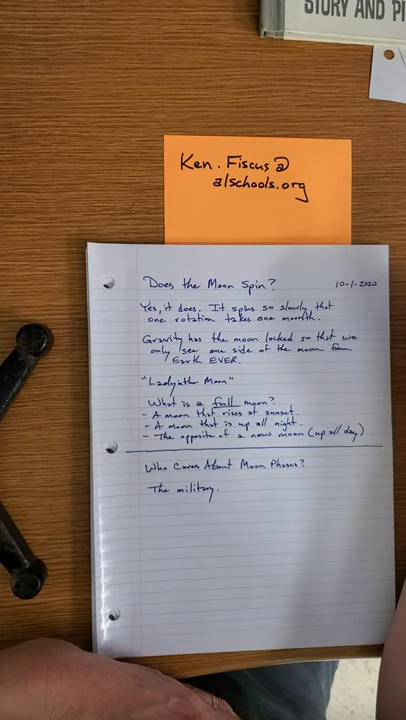 STORY AND PI
Ken.Fiscus@
alschools.org
Does the Moon Spin? 10-1-2020
Yes, it does. It spins so slowly that
one rotation takes one moonth.
Gravity has the moon locked so that we
only see one side of the moon from
Earth EVER.
"Lady in the Moon"
What is a full moon?
- A moon that rises at sunset.
- A moon that is up all night.
- The opposite of a new moon (up all day)
Who Cares About Moon Phases?
The military.